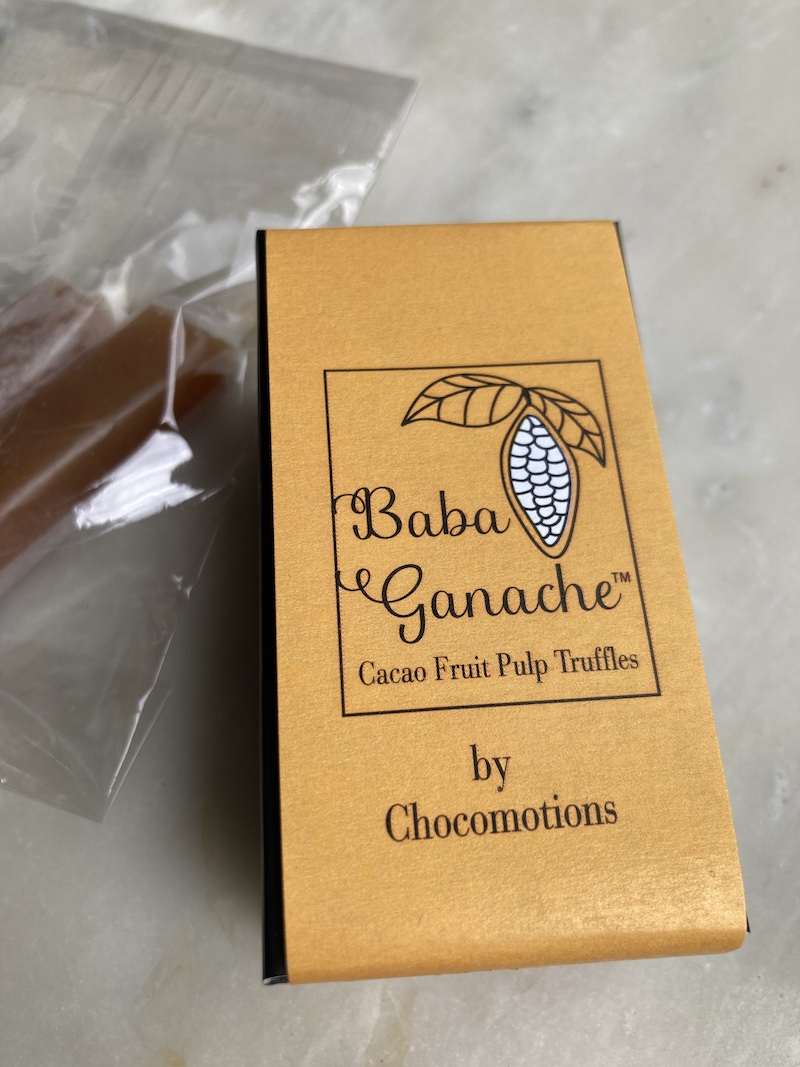 Baba
Ganache™
Cacao Fruit Pulp Truffles
by
Chocomotions